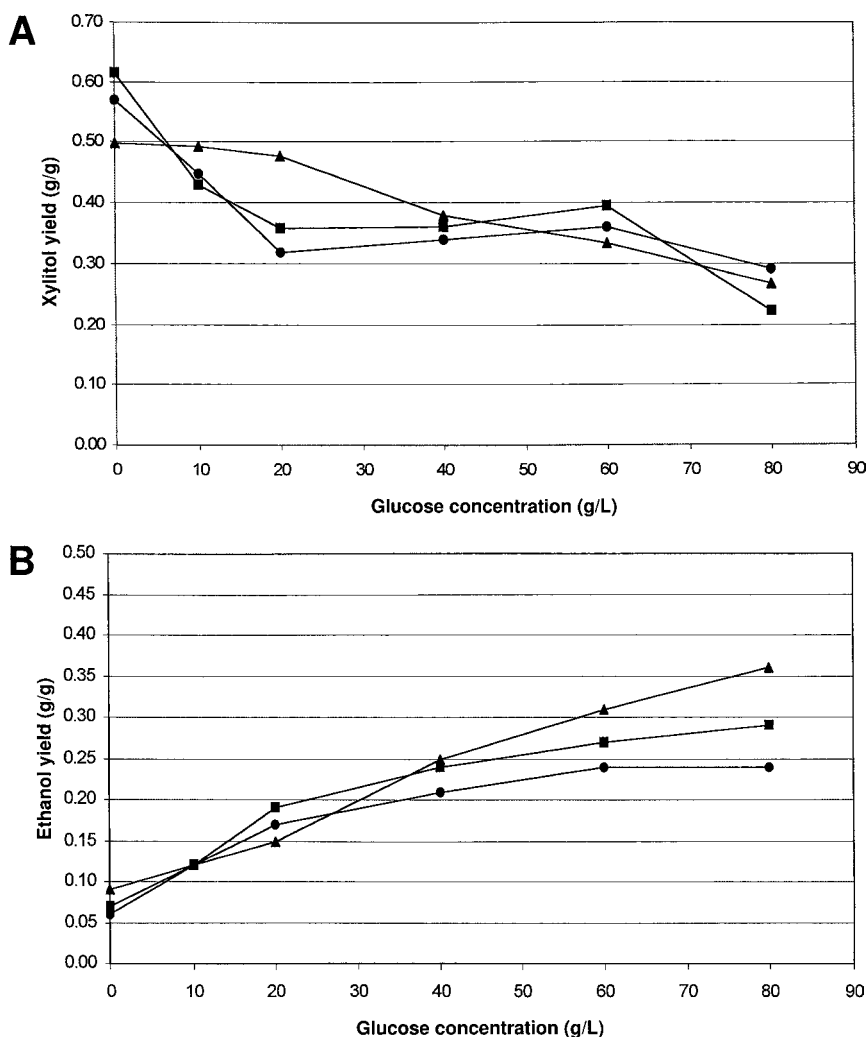 A
0.70
0.60
0.50
0.40
0.30
0.20
0.10
0.00
Xylitol yield (g/g)
0 10 20 30 40 50 60 70 80 90
Glucose concentration (g/L)
B
0.50
0.45
0.40
0.35
0.30
0.25
0.20
0.15
0.10
0.05
0.00
Ethanol yield (g/g)
0 10 20 30 40 50 60 70 80 90
Glucose concentration (g/L)